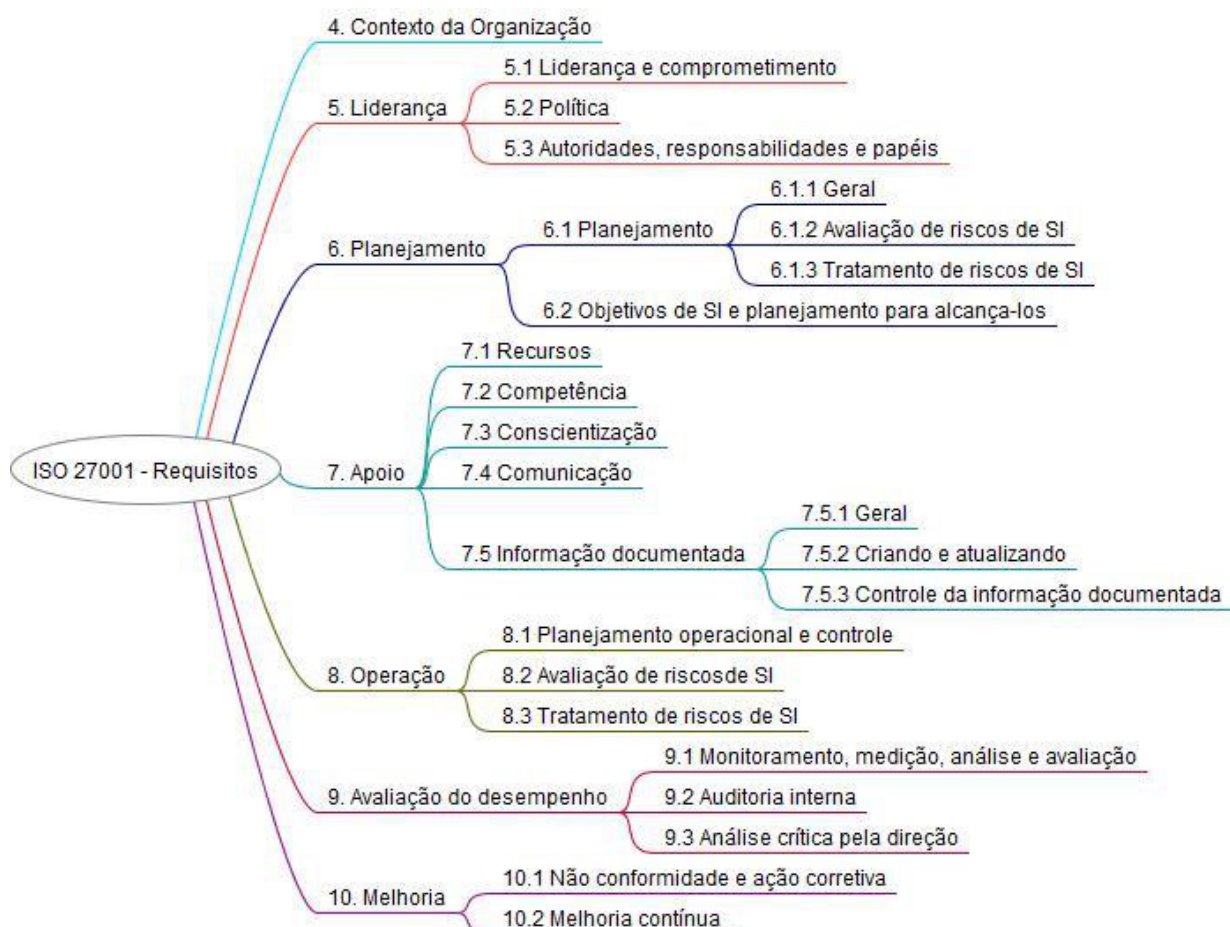 4. Contexto da Organização
5.1 Liderança e comprometimento
5. Liderança
5.2 Política
5.3 Autoridades, responsabilidades e papéis
6.1.1 Geral
6.1 Planejamento
6.1.2 Avaliação de riscos de SI
6. Planejamento
6.1.3 Tratamento de riscos de SI
6.2 Objetivos de SI e planejamento para alcança-los
7.1 Recursos
7.2 Competência
7.3 Conscientização
ISO 27001 - Requisitos
7. Apoio
7.4 Comunicação
7.5.1 Geral
7.5 Informação documentada
7.5.2 Criando e atualizando
7.5.3 Controle da informação documentada
8.1 Planejamento operacional e controle
8. Operação
8.2 Avaliação de riscosde SI
8.3 Tratamento de riscos de SI
9.1 Monitoramento, medição, análise e avaliação
9. Avaliação do desempenho
9.2 Auditoria interna
9.3 Análise crítica pela direção
10.1 Não conformidade e ação corretiva
10. Melhoria
10.2 Melhoria contínua